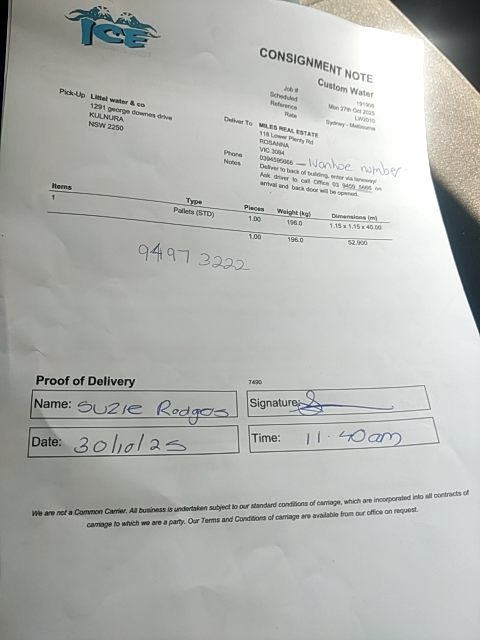 ICE
CONSIGNMENT NOTE
Custom Water
Job # 191908
Scheduled Mon 27th Oct 2025
Reference LW2010
Rate Sydney - Melbourne
Pick-Up Littel water & co
1291 george downes drive
KULNURA
NSW 2250
Deliver To MILES REAL ESTATE
118 Lower Plenty Rd
ROSANNA
VIC 3084
Phone 0394595666 — Ivanhoe number
Notes Deliver to back of building, enter via laneway/
Ask driver to call Office 03 9459 5666 on
arrival and back door will be opened.
Items Type Pieces Weight (kg) Dimensions (m)
1 Pallets (STD) 1.00 196.0 1.15 x 1.15 x 40.00
1.00 196.0 52.900
9497 3222
Proof of Delivery 7490
Name: Suzie Rodgers Signature:
Date: 30/10/25 Time: 11.40am
We are not a Common Carrier. All business is undertaken subject to our standard conditions of carriage, which are incorporated into all contracts of
carriage to which we are a party. Our Terms and Conditions of carriage are available from our office on request.